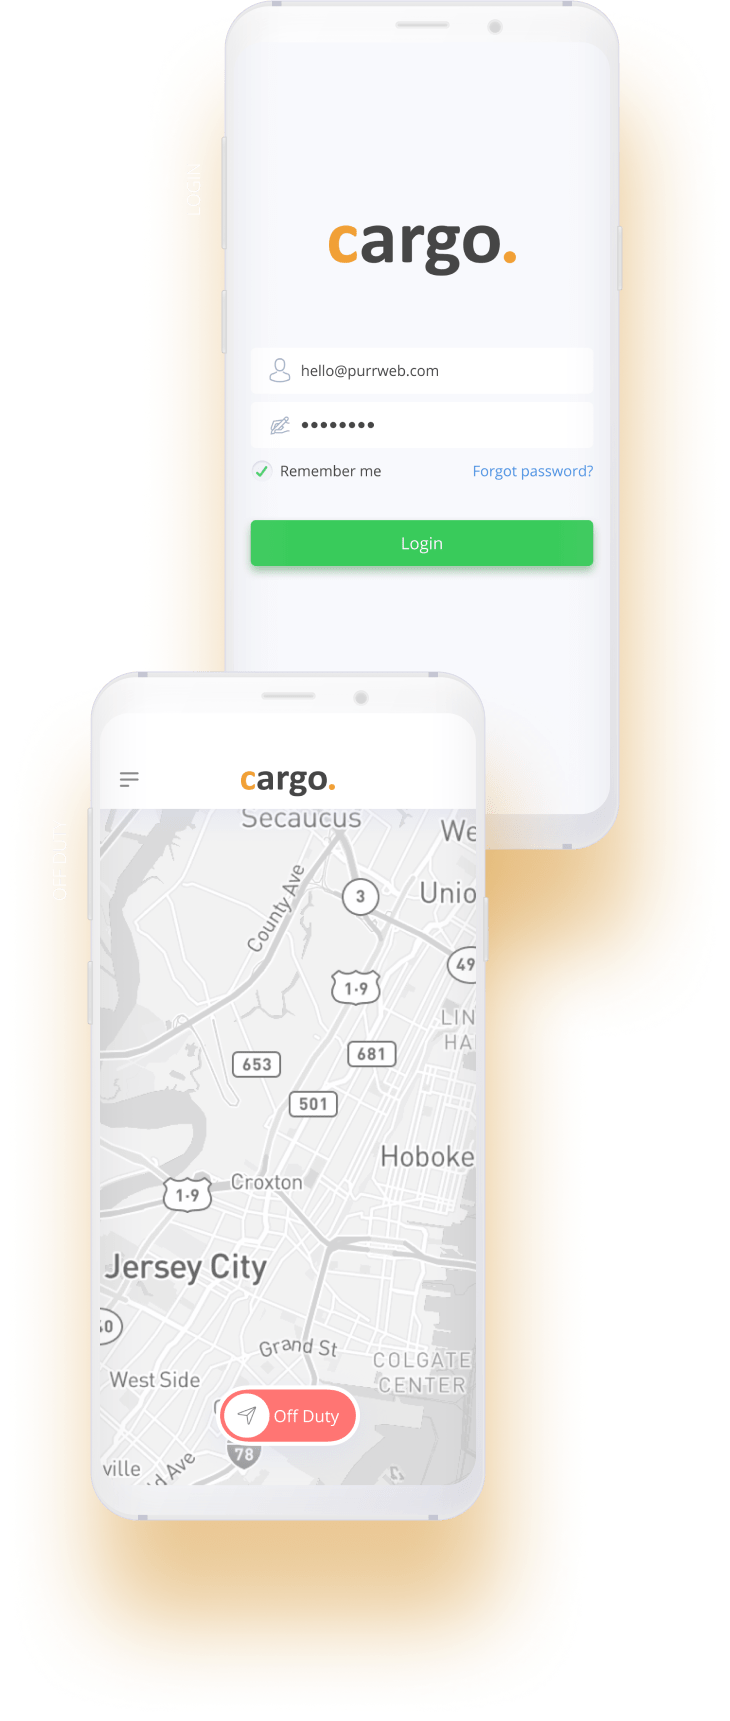 LOGIN
cargo.
hello@purrweb.com
••••••••
Remember me
Forgot password?
Login
cargo.
Secaucus
We
County Ave
3
Unio
49
1·9
LIN
HA
681
653
501
Hoboke
Croxton
1·9
Jersey City
60
Grand St
COLGATE
CENTER
West Side
Off Duty
78
ville
d Ave